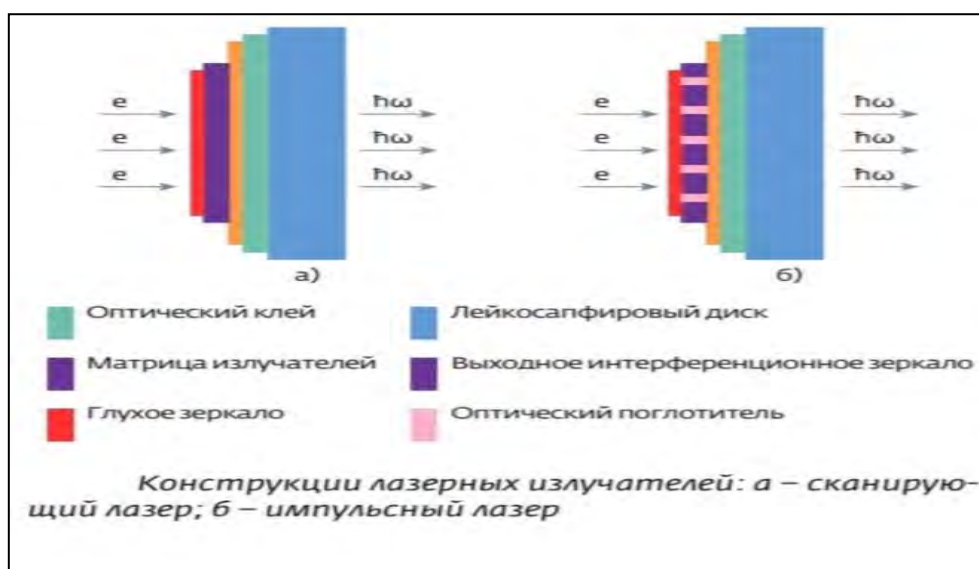 e ħω e ħω
e ħω e ħω
e ħω e ħω
а) б)
Оптический клей Лейкосапфировый диск
Матрица излучателей Выходное интерференционное зеркало
Глухое зеркало Оптический поглотитель
Конструкции лазерных излучателей: а – сканирую-
щий лазер; б – импульсный лазер